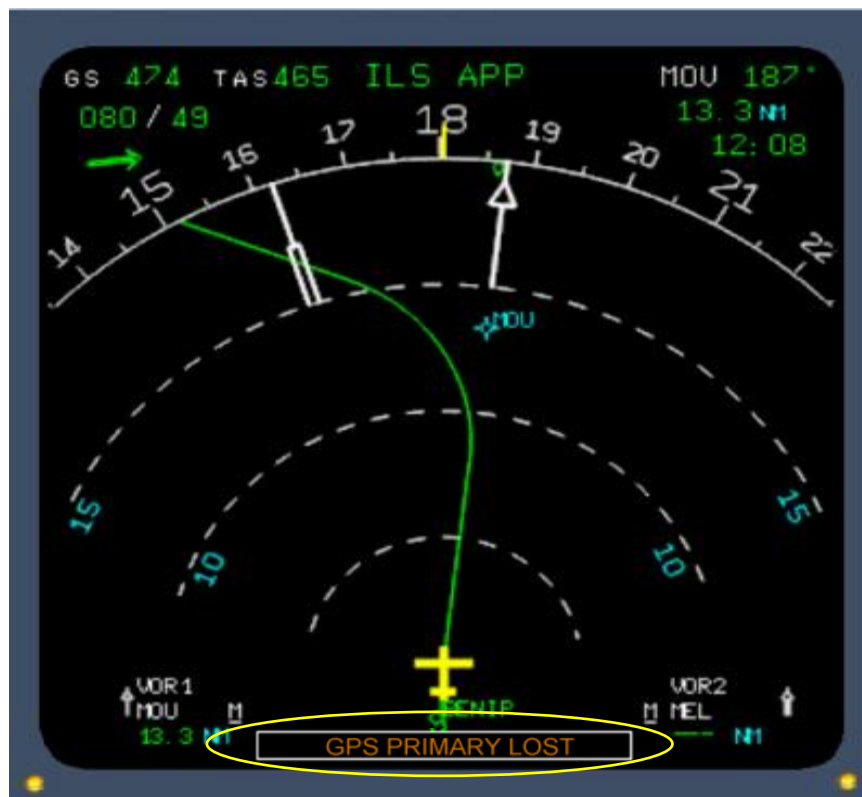 GS 474 TAS465 ILS APP MOV 187°
080 / 49 13.3 NM
12:08
14 15 16 17 18 19 20 21 22
MOU
15 15
10 10
VOR1 VOR2
MOU M M MEL
13.3 NM --- NM
GPS PRIMARY LOST